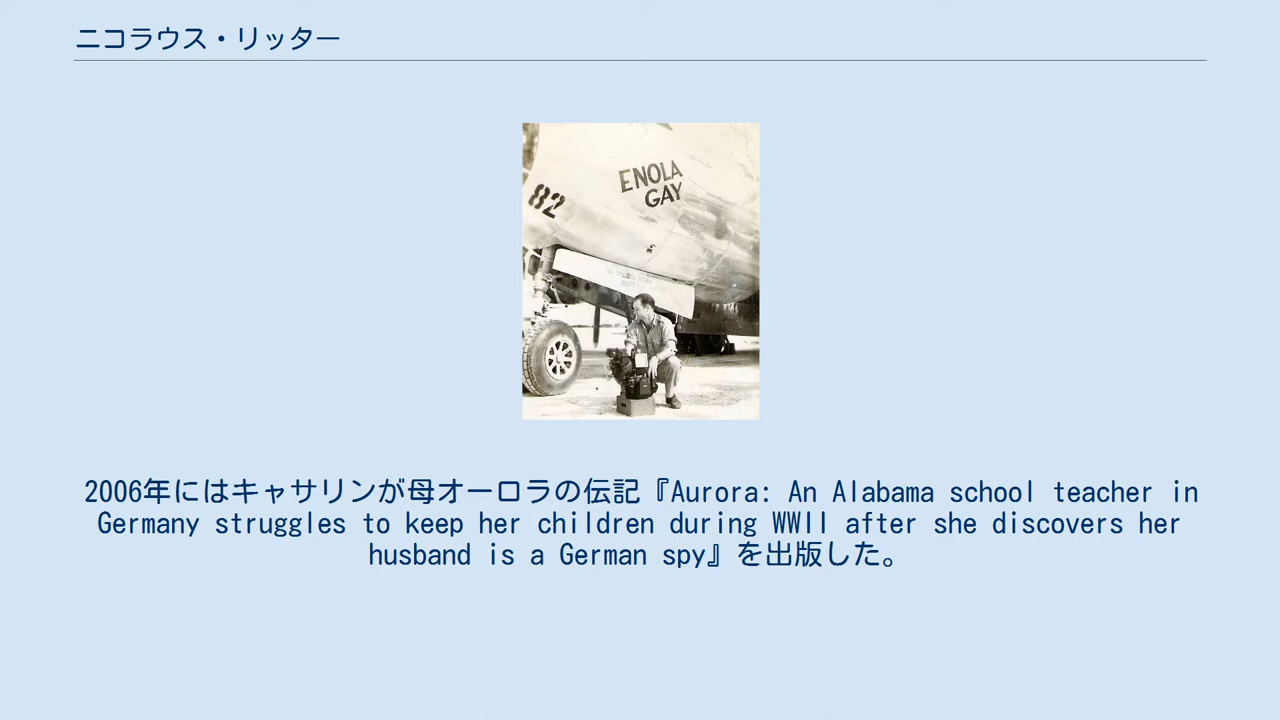 ニコラウス・リッター
ENOLA
GAY
82
2006年にはキャサリンが母オーロラの伝記『Aurora: An Alabama school teacher in
Germany struggles to keep her children during WWII after she discovers her
husband is a German spy』を出版した。